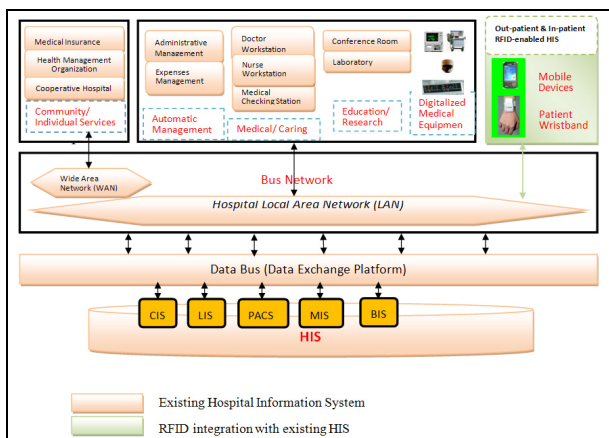 Medical Insurance
Health Management
Organization
Cooperative Hospital
Community/
Individual Services
Administrative
Management
Expenses
Management
Automatic
Management
Doctor
Workstation
Nurse
Workstation
Medical
Checking Station
Medical/ Caring
Conference Room
Laboratory
Education/
Research
Digitalized
Medical
Equipmen
Out-patient & In-patient
RFID-enabled HIS
Mobile
Devices
Patient
Wristband
Wide Area
Network (WAN)
Bus Network
Hospital Local Area Network (LAN)
Data Bus (Data Exchange Platform)
CIS
LIS
PACS
MIS
BIS
HIS
Existing Hospital Information System
RFID integration with existing HIS